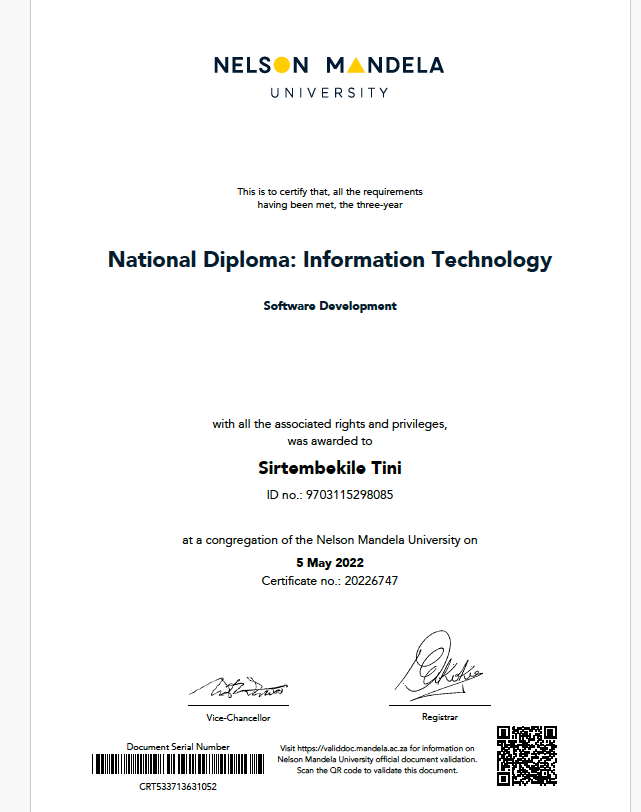 NELSON MANDELA
UNIVERSITY
This is to certify that, all the requirements
having been met, the three-year
National Diploma: Information Technology
Software Development
with all the associated rights and privileges,
was awarded to
Sirtembekile Tini
ID no.: 9703115298085
at a congregation of the Nelson Mandela University on
5 May 2022
Certificate no.: 20226747
Vice-Chancellor
Registrar
Document Serial Number
CRT533713631052
Visit https://validdoc.mandela.ac.za for information on
Nelson Mandela University official document validation.
Scan the QR code to validate this document.